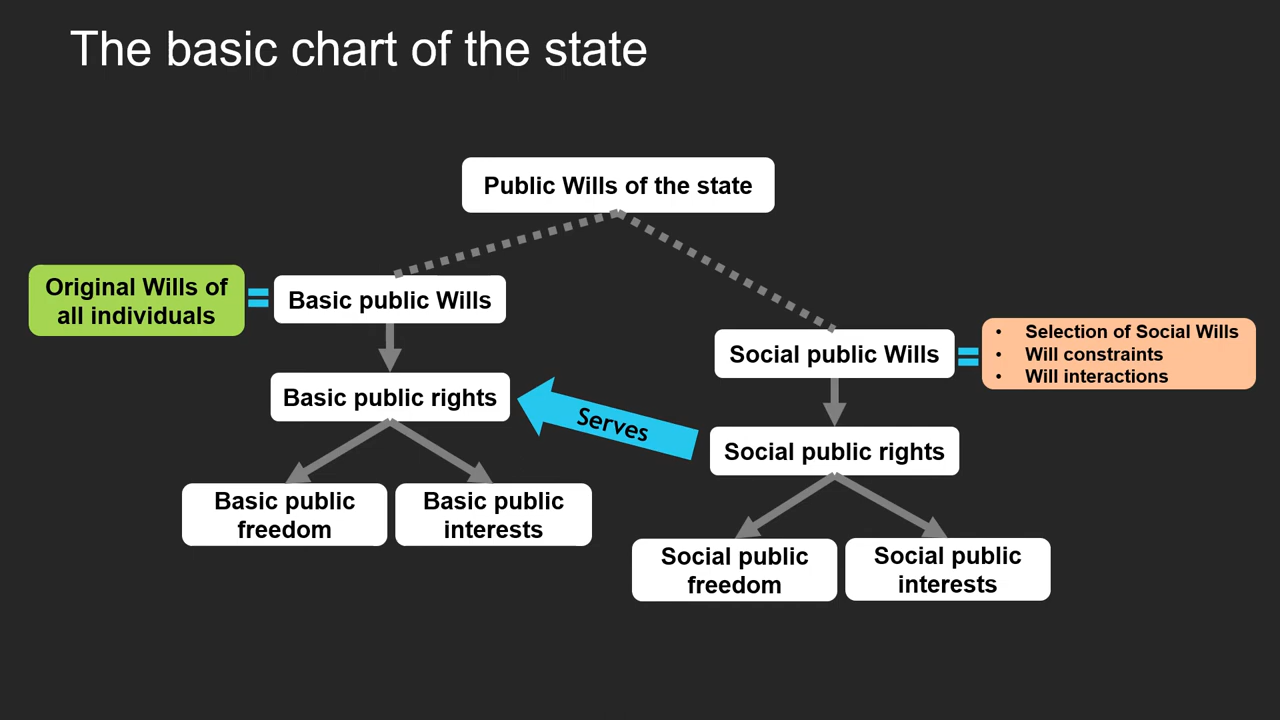 The basic chart of the state
Public Wills of the state
Original Wills of
all individuals
=
Basic public Wills
Social public Wills
=
• Selection of Social Wills
• Will constraints
• Will interactions
Basic public rights
Serves
Social public rights
Basic public
freedom
Basic public
interests
Social public
freedom
Social public
interests